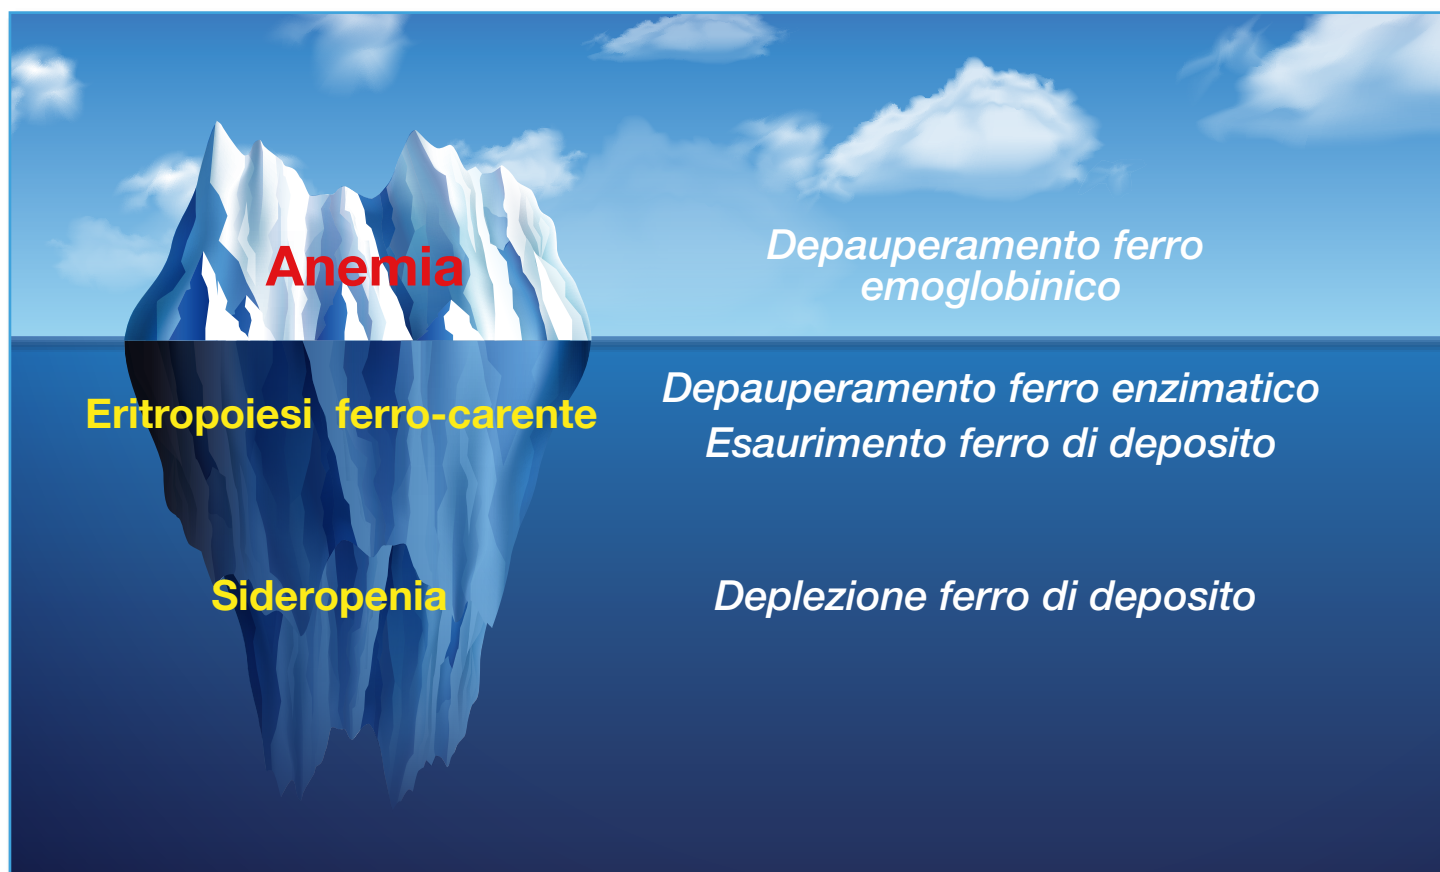 Anemia
Depauperamento ferro
emoglobinico
Eritropoiesi ferro-carente
Depauperamento ferro enzimatico
Esaurimento ferro di deposito
Sideropenia
Deplezione ferro di deposito